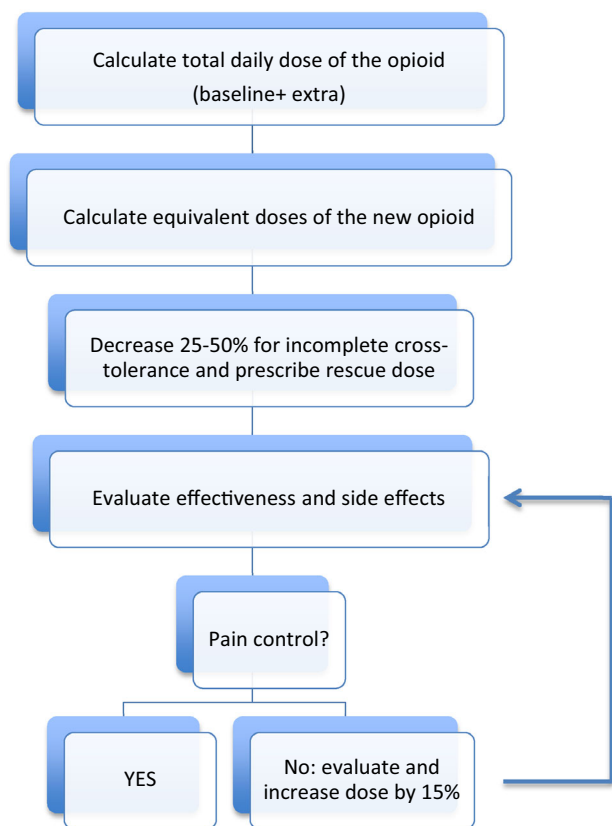 Calculate total daily dose of the opioid
(baseline+ extra)
Calculate equivalent doses of the new opioid
Decrease 25-50% for incomplete cross-
tolerance and prescribe rescue dose
Evaluate effectiveness and side effects
Pain control?
YES
No: evaluate and
increase dose by 15%